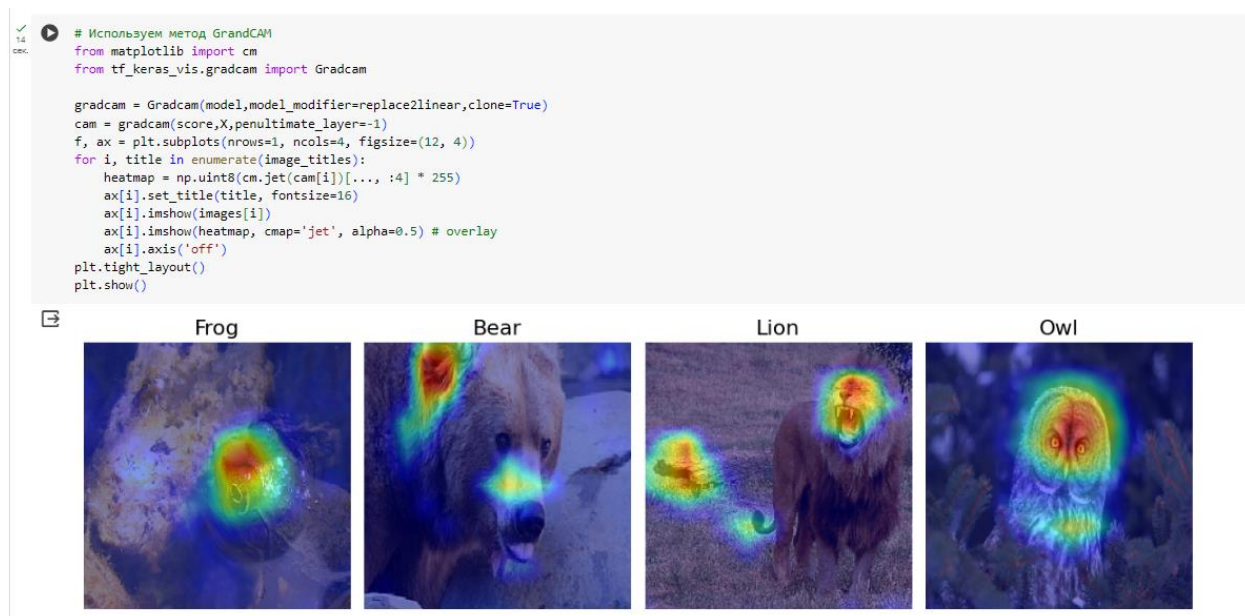 14
сек.
# Используем метод GrandCAM
from matplotlib import cm
from tf_keras_vis.gradcam import Gradcam
gradcam = Gradcam(model,model_modifier=replace2linear,clone=True)
cam = gradcam(score,X,penultimate_layer=-1)
f, ax = plt.subplots(nrows=1, ncols=4, figsize=(12, 4))
for i, title in enumerate(image_titles):
    heatmap = np.uint8(cm.jet(cam[i])[..., :4] * 255)
    ax[i].set_title(title, fontsize=16)
    ax[i].imshow(images[i])
    ax[i].imshow(heatmap, cmap='jet', alpha=0.5) # overlay
    ax[i].axis('off')
plt.tight_layout()
plt.show()
Frog Bear Lion Owl